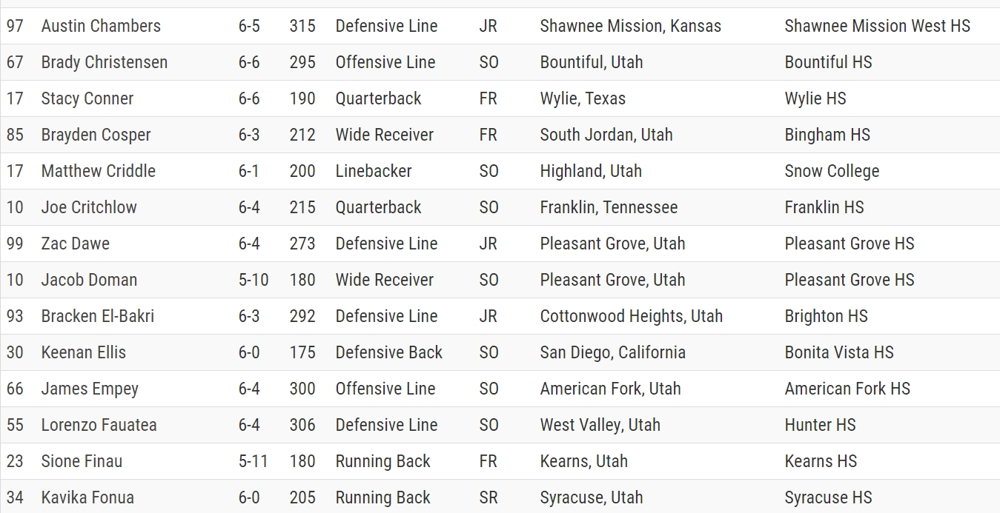 97 Austin Chambers 6-5 315 Defensive Line JR Shawnee Mission, Kansas Shawnee Mission West HS
67 Brady Christensen 6-6 295 Offensive Line SO Bountiful, Utah Bountiful HS
17 Stacy Conner 6-6 190 Quarterback FR Wylie, Texas Wylie HS
85 Brayden Cosper 6-3 212 Wide Receiver FR South Jordan, Utah Bingham HS
17 Matthew Criddle 6-1 200 Linebacker SO Highland, Utah Snow College
10 Joe Critchlow 6-4 215 Quarterback SO Franklin, Tennessee Franklin HS
99 Zac Dawe 6-4 273 Defensive Line JR Pleasant Grove, Utah Pleasant Grove HS
10 Jacob Doman 5-10 180 Wide Receiver SO Pleasant Grove, Utah Pleasant Grove HS
93 Bracken El-Bakri 6-3 292 Defensive Line JR Cottonwood Heights, Utah Brighton HS
30 Keenan Ellis 6-0 175 Defensive Back SO San Diego, California Bonita Vista HS
66 James Empey 6-4 300 Offensive Line SO American Fork, Utah American Fork HS
55 Lorenzo Fauatea 6-4 306 Defensive Line SO West Valley, Utah Hunter HS
23 Sione Finau 5-11 180 Running Back FR Kearns, Utah Kearns HS
34 Kavika Fonua 6-0 205 Running Back SR Syracuse, Utah Syracuse HS